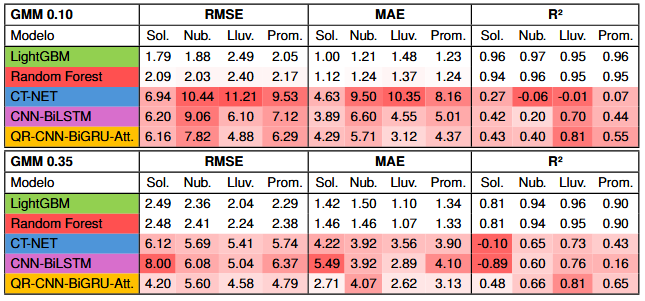 GMM 0.10 RMSE MAE R²
Modelo Sol. Nub. Lluv. Prom. Sol. Nub. Lluv. Prom. Sol. Nub. Lluv. Prom.
LightGBM 1.79 1.88 2.49 2.05 1.00 1.21 1.48 1.23 0.96 0.97 0.95 0.96
Random Forest 2.09 2.03 2.40 2.17 1.12 1.24 1.37 1.24 0.94 0.96 0.95 0.95
CT-NET 6.94 10.44 11.21 9.53 4.63 9.50 10.35 8.16 0.27 -0.06 -0.01 0.07
CNN-BiLSTM 6.20 9.06 6.10 7.12 3.89 6.60 4.55 5.01 0.42 0.20 0.70 0.44
QR-CNN-BiGRU-Att. 6.16 7.82 4.88 6.29 4.29 5.71 3.12 4.37 0.43 0.40 0.81 0.55
GMM 0.35 RMSE MAE R²
Modelo Sol. Nub. Lluv. Prom. Sol. Nub. Lluv. Prom. Sol. Nub. Lluv. Prom.
LightGBM 2.49 2.36 2.04 2.29 1.42 1.50 1.10 1.34 0.81 0.94 0.96 0.90
Random Forest 2.48 2.41 2.24 2.38 1.46 1.46 1.07 1.33 0.81 0.94 0.95 0.90
CT-NET 6.12 5.69 5.41 5.74 4.22 3.92 3.56 3.90 -0.10 0.65 0.73 0.43
CNN-BiLSTM 8.00 6.08 5.04 6.37 5.49 3.92 2.89 4.10 -0.89 0.60 0.76 0.16
QR-CNN-BiGRU-Att. 4.20 5.60 4.58 4.79 2.71 4.07 2.62 3.13 0.48 0.66 0.81 0.65